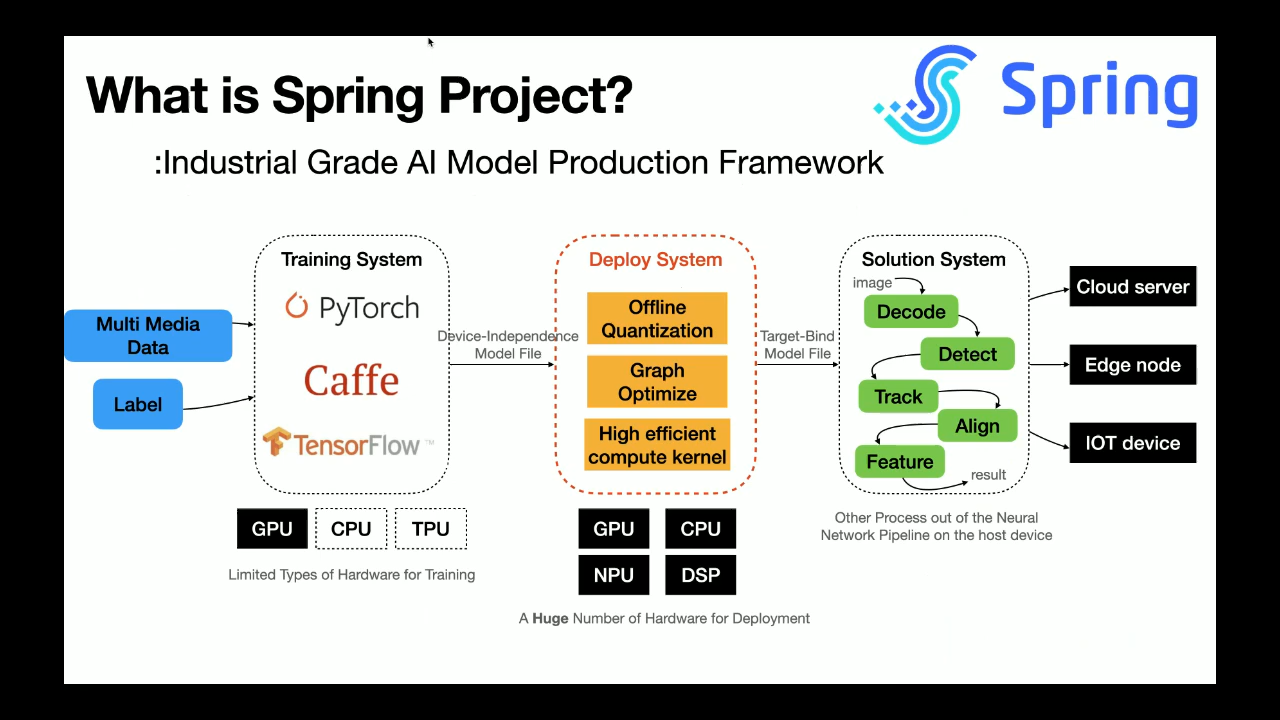 What is Spring Project?
Spring
:Industrial Grade AI Model Production Framework
Multi Media
Data
Label
Training System
PyTorch
Caffe
TensorFlow™
GPU
CPU
TPU
Limited Types of Hardware for Training
Device-Independence
Model File
Deploy System
Offline
Quantization
Graph
Optimize
High efficient
compute kernel
GPU
CPU
NPU
DSP
A Huge Number of Hardware for Deployment
Target-Bind
Model File
Solution System
image
Decode
Detect
Track
Align
Feature
result
Other Process out of the Neural
Network Pipeline on the host device
Cloud server
Edge node
IOT device